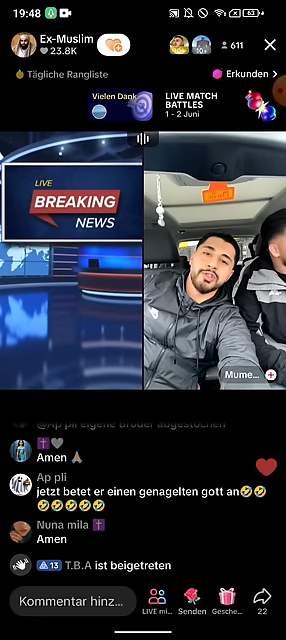 19:48
63
Ex-Muslim
23.8K
611
Tägliche Rangliste
Erkunden >
Vielen Dank
LIVE MATCH
BATTLES
1 - 2 Juni
LIVE
BREAKING
NEWS
Mume...
@Ap pli eigene Bruder abgestochen
Amen 🙏
Ap pli
jetzt betet er einen genagelten gott an🤣🤣
🤣🤣🤣🤣🤣
Nuna mila ✝️
Amen
13 T.B.A ist beigetreten
Kommentar hinz...
LIVE mi...
Senden
Gesche...
22